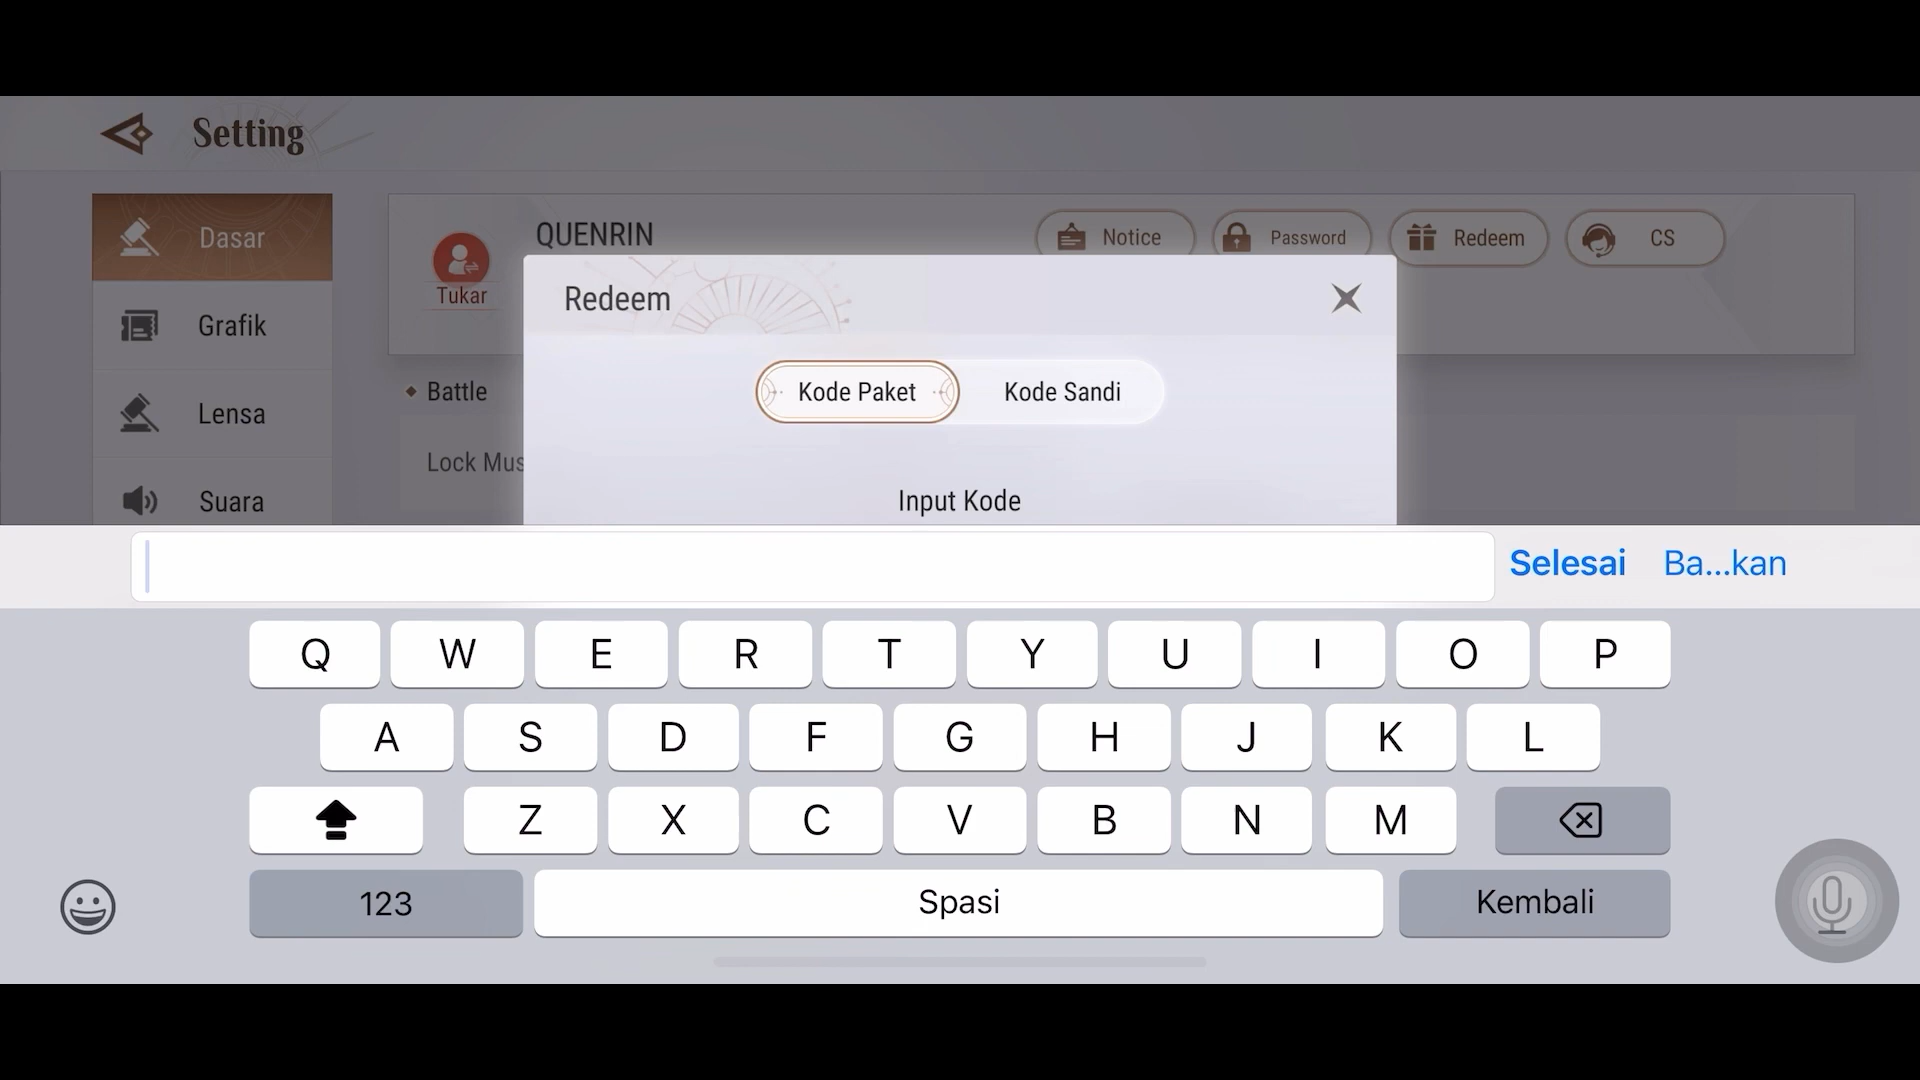 Setting
Dasar
Grafik
Lensa
Suara
QUENRIN
Tukar
Notice
Password
Redeem
CS
Battle
Lock Mus
Redeem
Kode Paket
Kode Sandi
Input Kode
Selesai
Ba...kan
Q W E R T Y U I O P
A S D F G H J K L
Z X C V B N M
123
Spasi
Kembali